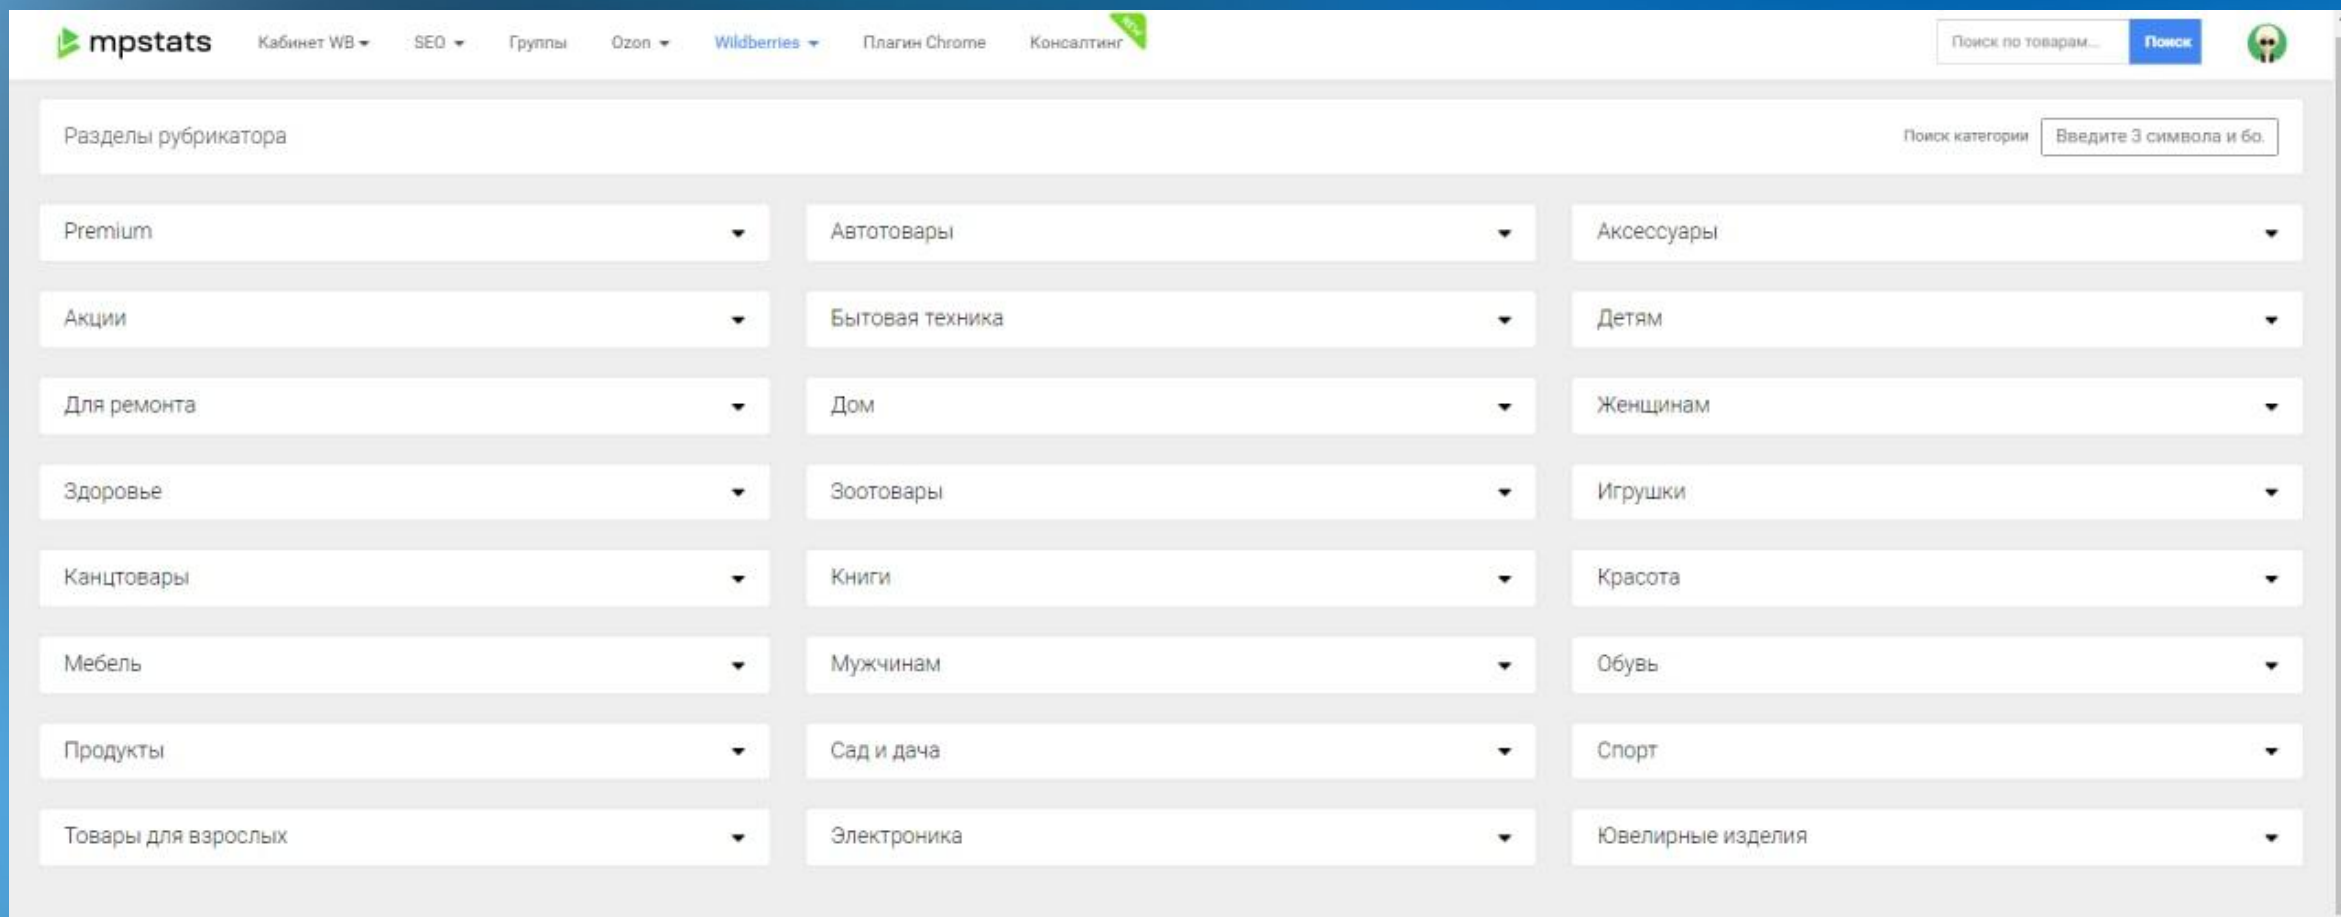 mpstats Кабинет WB SEO Группы Ozon Wildberries Плагин Chrome Консалтинг NEW Поиск по товарам... Поиск
Разделы рубрикатора Поиск категории Введите 3 символа и бо.
Premium Автотовары Аксессуары
Акции Бытовая техника Детям
Для ремонта Дом Женщинам
Здоровье Зоотовары Игрушки
Канцтовары Книги Красота
Мебель Мужчинам Обувь
Продукты Сад и дача Спорт
Товары для взрослых Электроника Ювелирные изделия